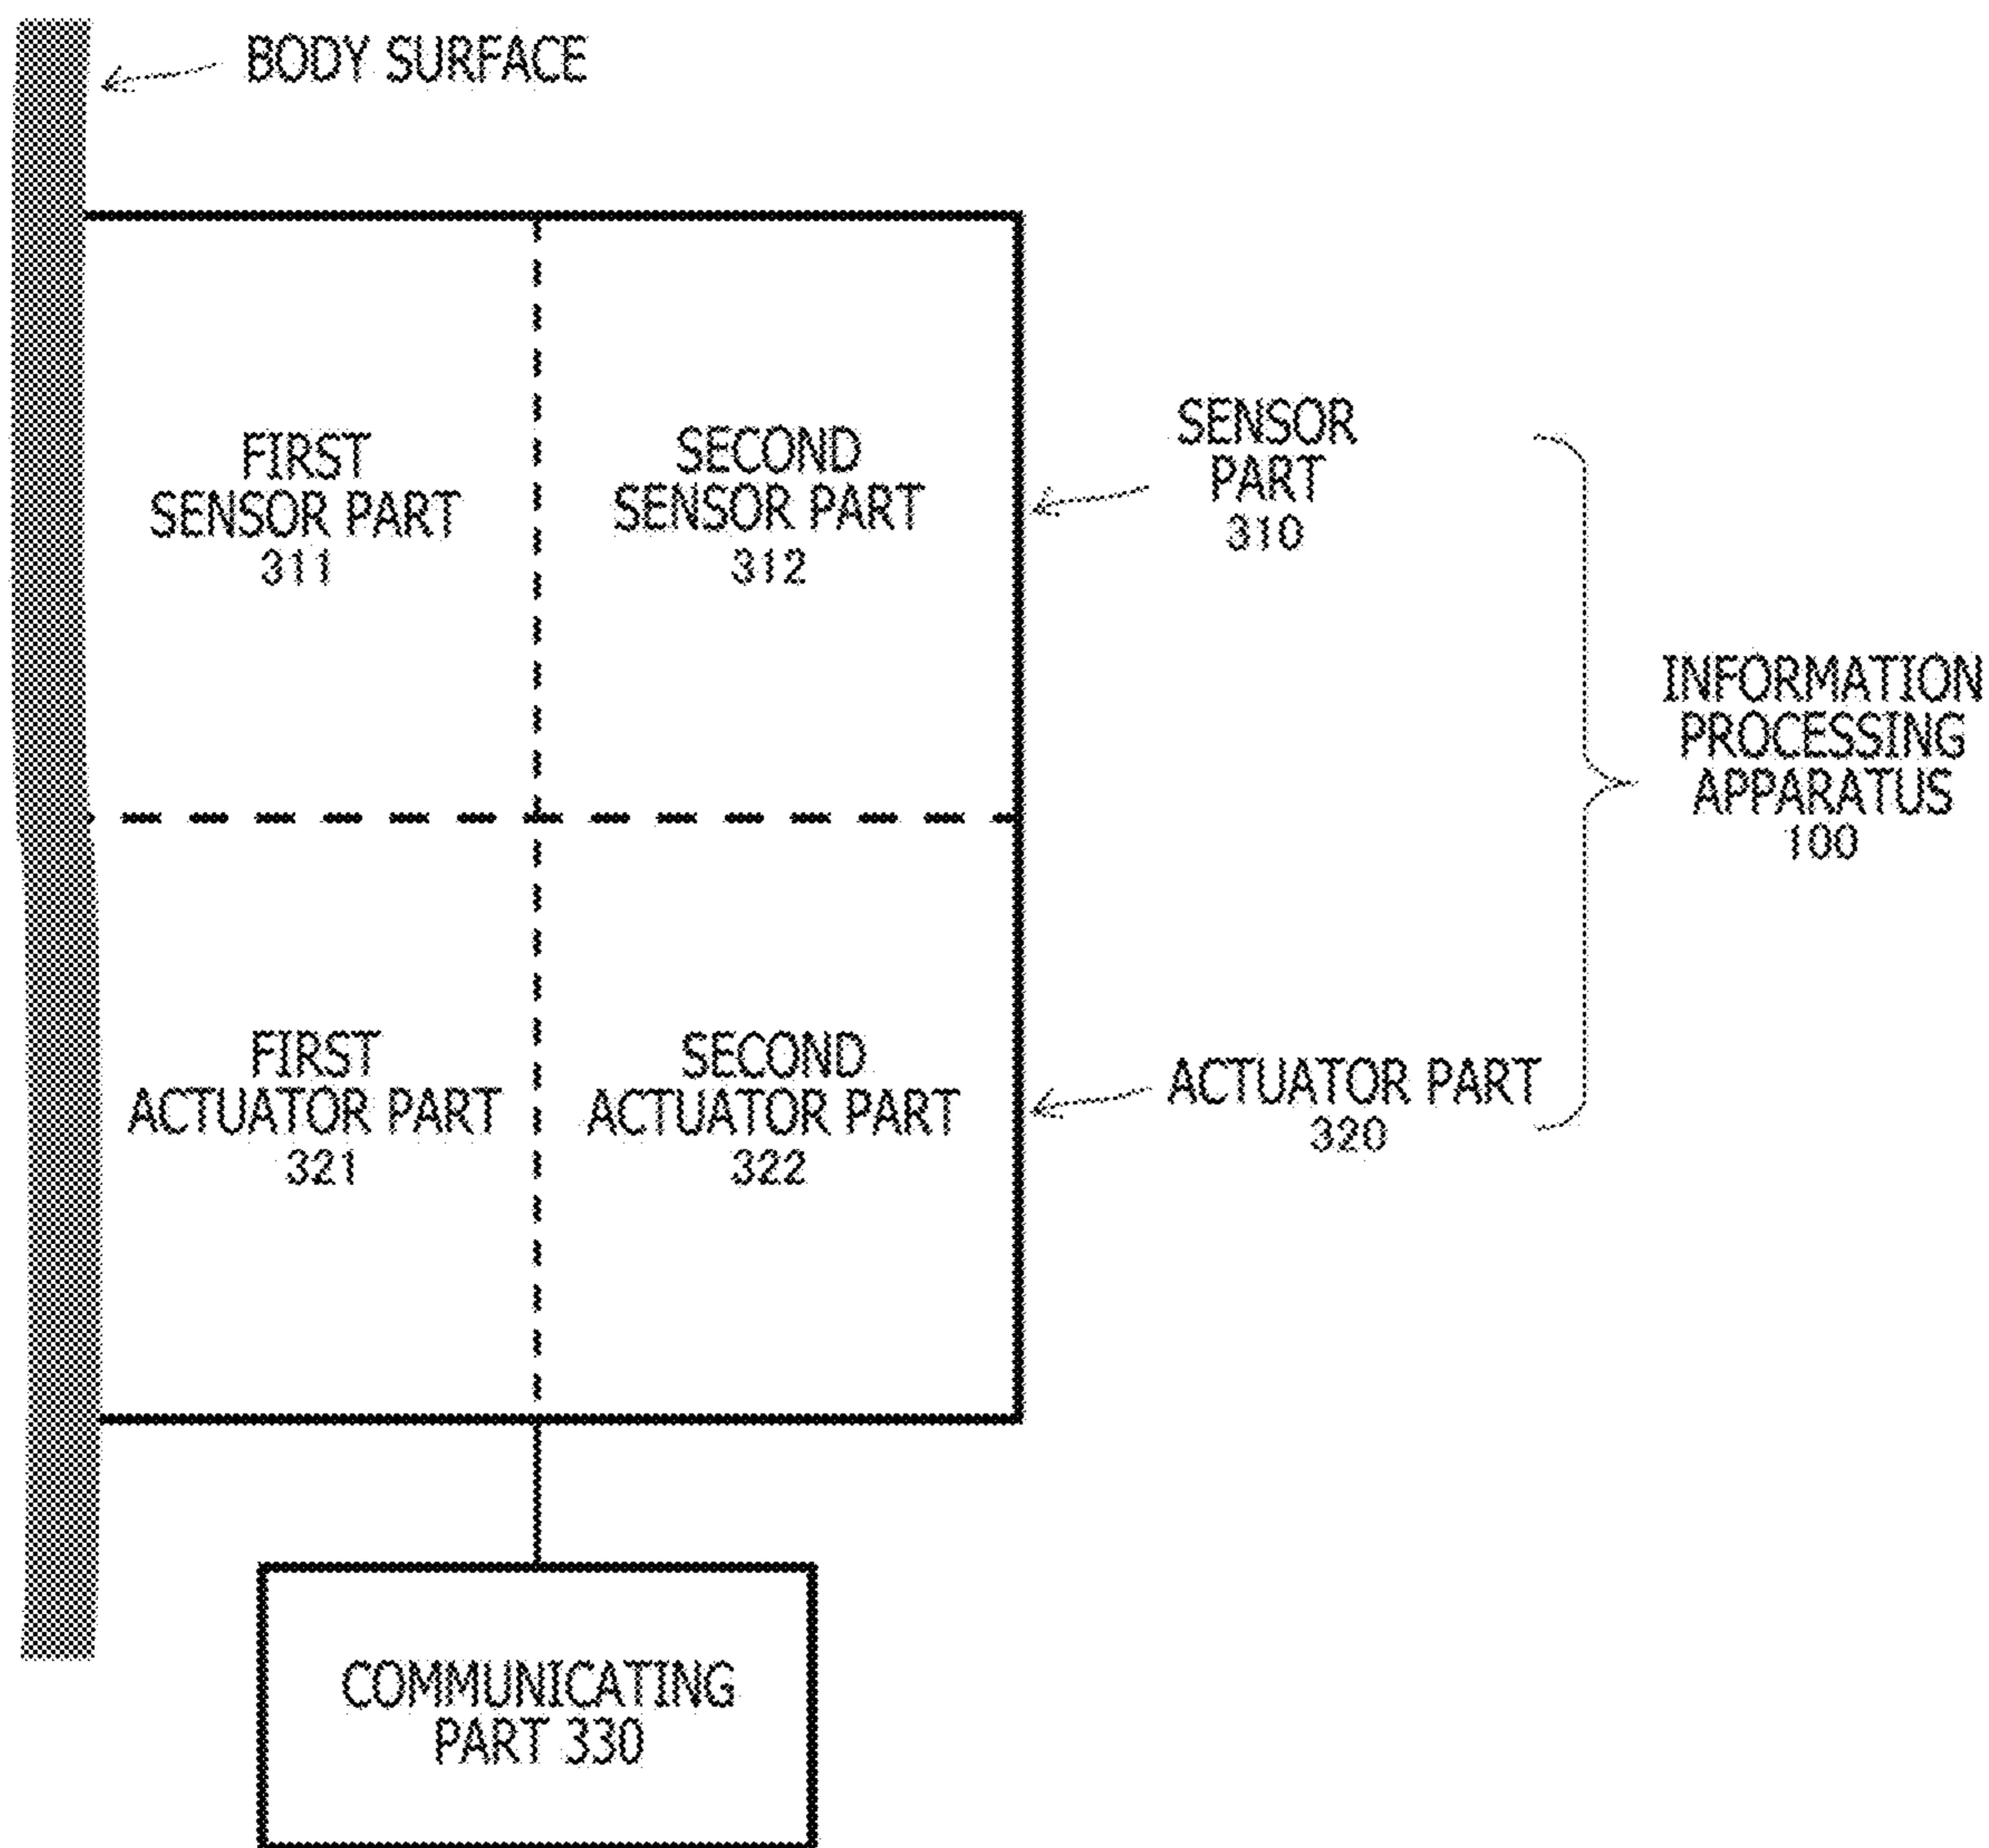 BODY SURFACE
FIRST
SENSOR PART
311
SECOND
SENSOR PART
312
SENSOR
PART
310
INFORMATION
PROCESSING
APPARATUS
100
FIRST
ACTUATOR PART
321
SECOND
ACTUATOR PART
322
ACTUATOR PART
320
COMMUNICATING
PART 330